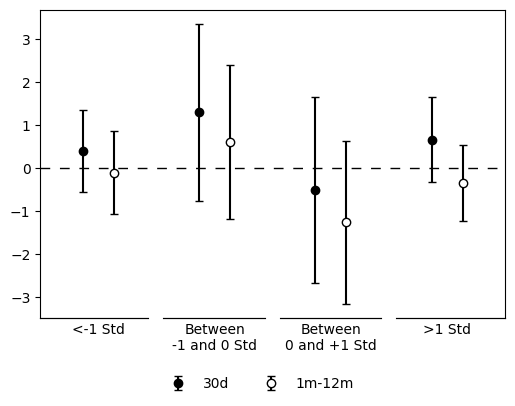 3
2
1
0
−1
−2
−3
<-1 Std
Between
-1 and 0 Std
Between
0 and +1 Std
>1 Std
30d
1m-12m